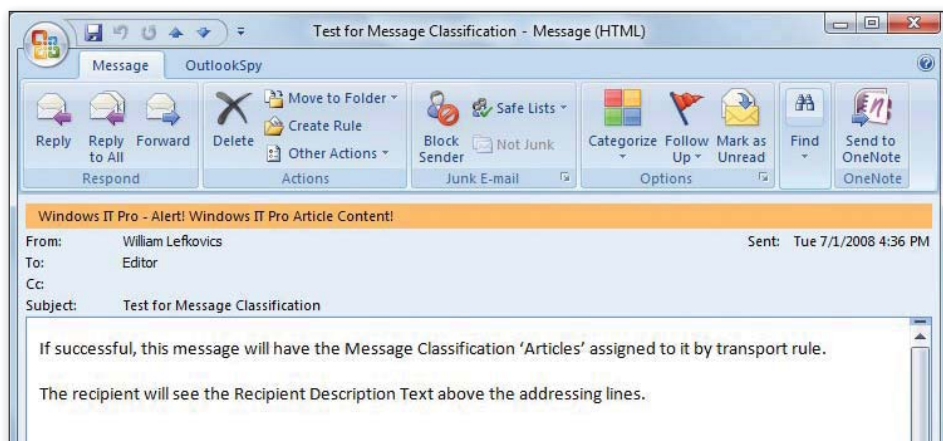 Test for Message Classification - Message (HTML)
Message OutlookSpy
Reply
Reply to All
Forward
Respond
Delete
Move to Folder
Create Rule
Other Actions
Actions
Block Sender
Safe Lists
Not Junk
Junk E-mail
Categorize
Follow Up
Mark as Unread
Options
Find
Send to OneNote
OneNote
Windows IT Pro - Alert! Windows IT Pro Article Content!
From: William Lefkovics Sent: Tue 7/1/2008 4:36 PM
To: Editor
Cc:
Subject: Test for Message Classification
If successful, this message will have the Message Classification ‘Articles’ assigned to it by transport rule.
The recipient will see the Recipient Description Text above the addressing lines.